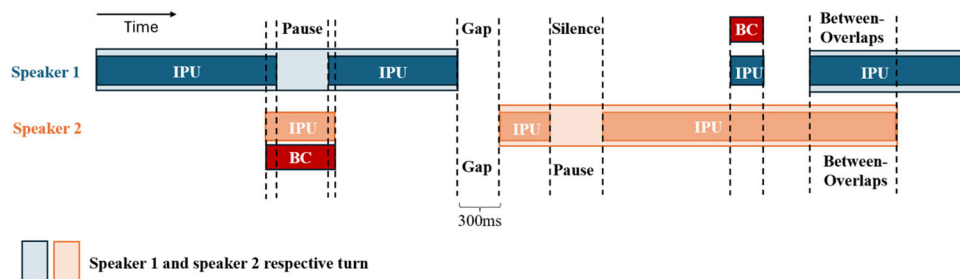 Time
Pause
Gap
Silence
BC
Between-
Overlaps
Speaker 1
IPU
IPU
IPU
IPU
Speaker 2
IPU
IPU
IPU
BC
Gap
Pause
Between-
Overlaps
300ms
Speaker 1 and speaker 2 respective turn